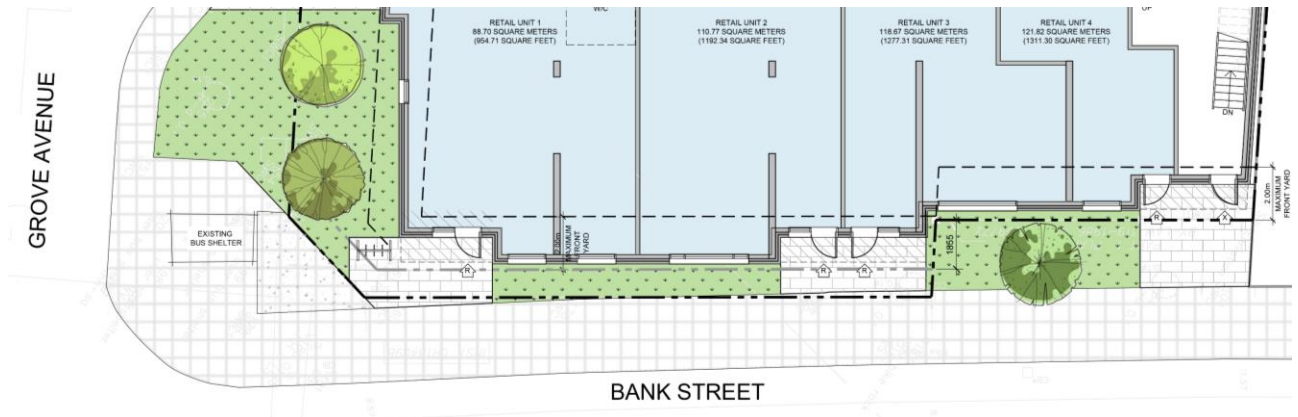 W/C
UP
RETAIL UNIT 1
88.70 SQUARE METERS
(954.71 SQUARE FEET)
RETAIL UNIT 2
110.77 SQUARE METERS
(1192.34 SQUARE FEET)
RETAIL UNIT 3
118.67 SQUARE METERS
(1277.31 SQUARE FEET)
RETAIL UNIT 4
121.82 SQUARE METERS
(1311.30 SQUARE FEET)
DN
GROVE AVENUE
EXISTING
BUS SHELTER
2.00m
MAXIMUM
FRONT YARD
1855
2.00m
MAXIMUM
FRONT YARD
R
R
R
R
X
BANK STREET